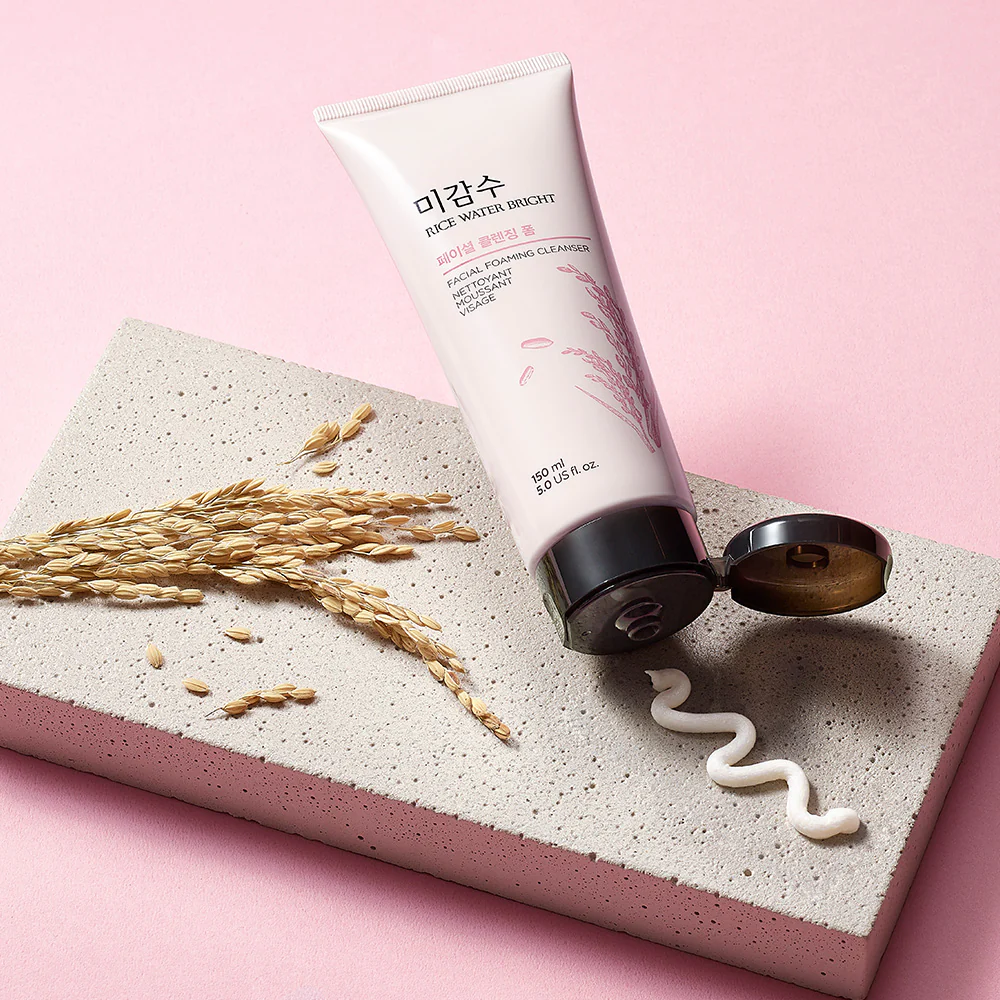 미감수
RICE WATER BRIGHT
페이셜 클렌징 폼
FACIAL FOAMING CLEANSER
NETTOYANT
MOUSSANT
VISAGE
150 ml
5.0 US fl. oz.